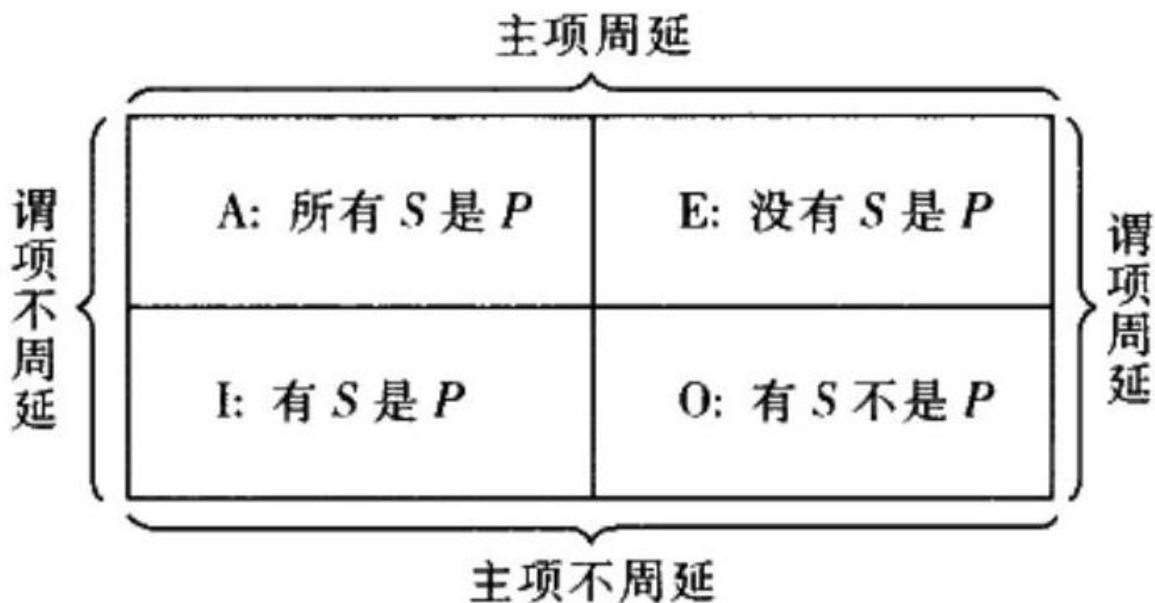 主项周延
谓项不周延
A: 所有 S 是 P
E: 没有 S 是 P
谓项周延
I: 有 S 是 P
O: 有 S 不是 P
主项不周延